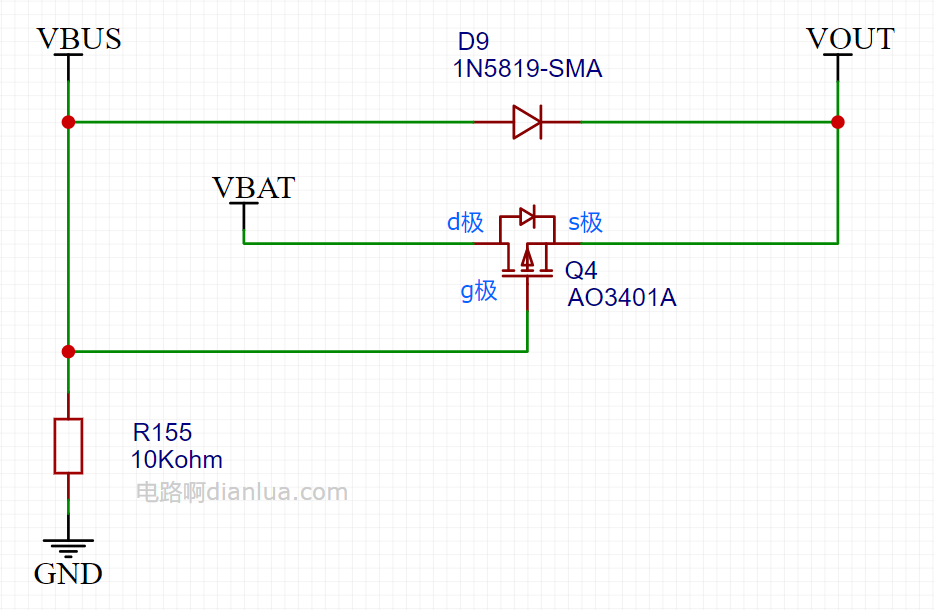 VBUS
D9
1N5819-SMA
VOUT
VBAT
d极
s极
g极
Q4
AO3401A
R155
10Kohm
电路啊dianlua.com
GND